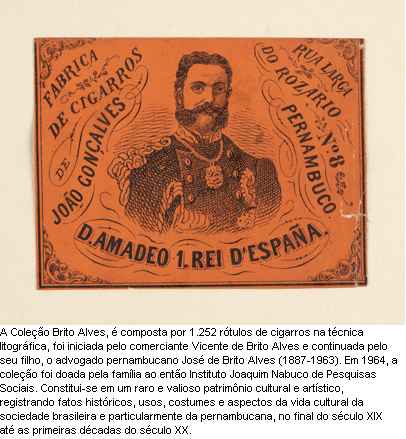 FABRICA
DE CIGARROS
DE
JOÃO GONCALVES
RUA LARGA
DO ROZARIO
Nº 8
PERNAMBUCO
D. AMADEO 1. REI D'ESPAÑA.
A Coleção Brito Alves, é composta por 1.252 rótulos de cigarros na técnica
litográfica, foi iniciada pelo comerciante Vicente de Brito Alves e continuada pelo
seu filho, o advogado pernambucano José de Brito Alves (1887-1963). Em 1964, a
coleção foi doada pela família ao então Instituto Joaquim Nabuco de Pesquisas
Sociais. Constitui-se em um raro e valioso patrimônio cultural e artístico,
registrando fatos históricos, usos, costumes e aspectos da vida cultural da
sociedade brasileira e particularmente da pernambucana, no final do século XIX
até as primeiras décadas do século XX.